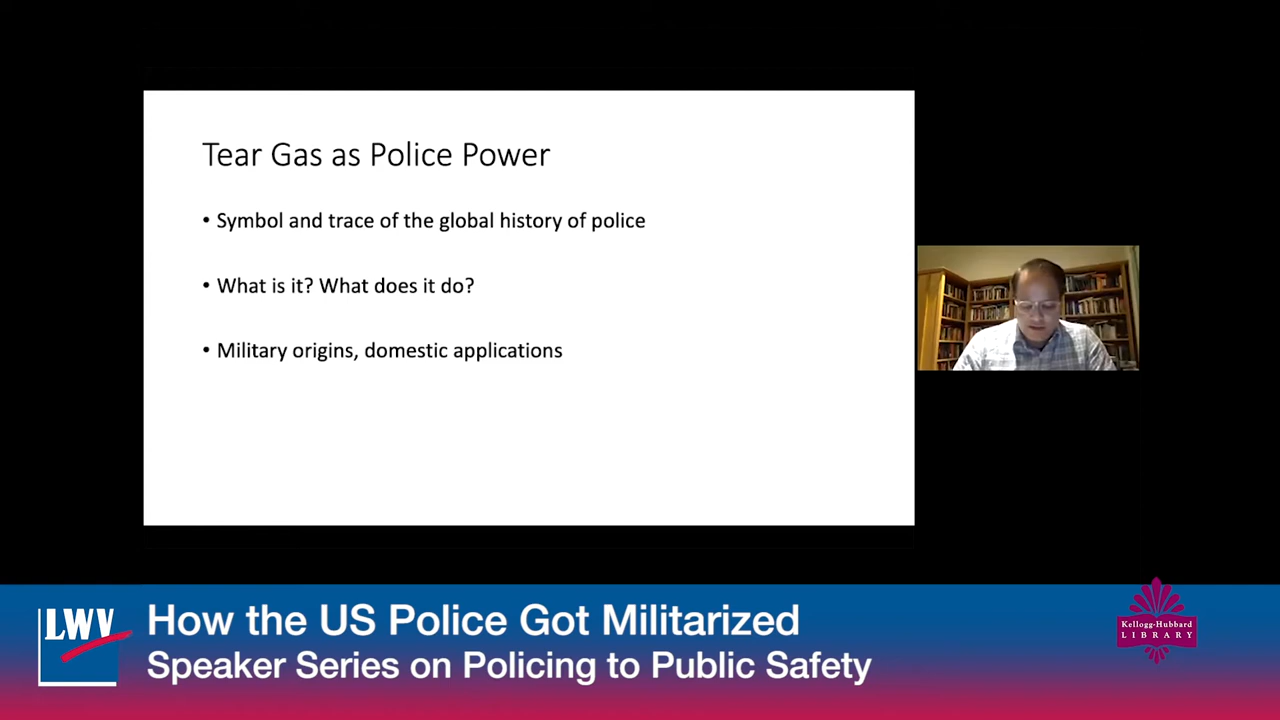 Tear Gas as Police Power
• Symbol and trace of the global history of police
• What is it? What does it do?
• Military origins, domestic applications
LWV
How the US Police Got Militarized
Speaker Series on Policing to Public Safety
Kellogg-Hubbard
LIBRARY